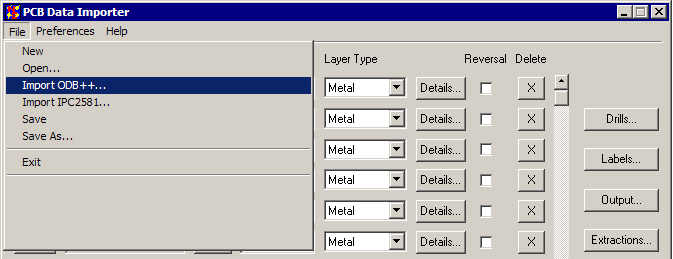 PCB Data Importer
File Preferences Help
New
Open...
Import ODB++...
Import IPC2581...
Save
Save As...
Exit
Layer Type Reversal Delete
Metal Details... X
Metal Details... X Drills...
Metal Details... X Labels...
Metal Details... X
Metal Details... X Output...
Metal Details... X Extractions...